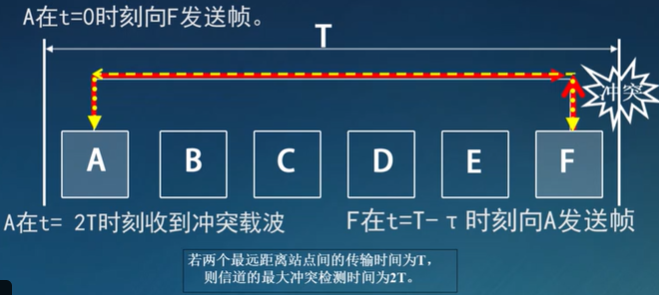 A在t=0时刻向F发送帧。
T
冲突
A B C D E F
A在t= 2T时刻收到冲突载波
F在t=T-τ时刻向A发送帧
若两个最远距离站点间的传输时间为T,
则信道的最大冲突检测时间为2T。